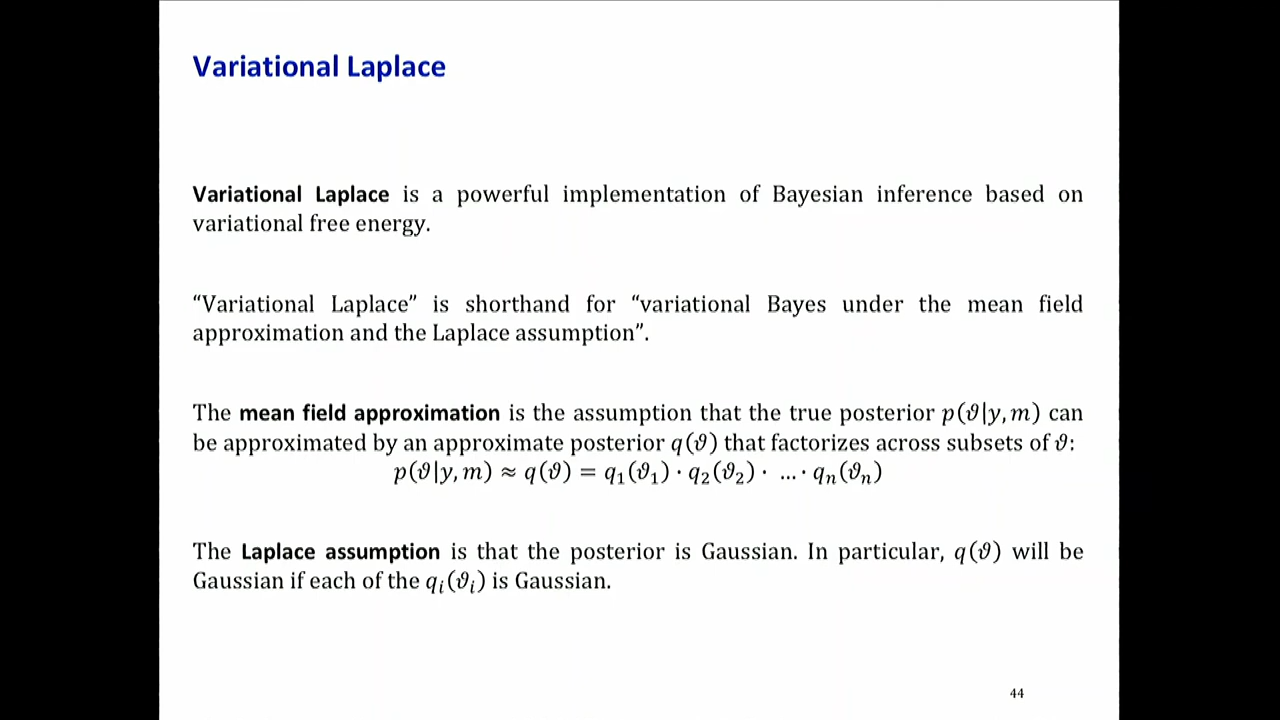 Variational Laplace
Variational Laplace is a powerful implementation of Bayesian inference based on
variational free energy.
“Variational Laplace” is shorthand for “variational Bayes under the mean field
approximation and the Laplace assumption”.
The mean field approximation is the assumption that the true posterior p(ϑ|y,m) can
be approximated by an approximate posterior q(ϑ) that factorizes across subsets of ϑ:
p(ϑ|y,m) ≈ q(ϑ) = q₁(ϑ₁) · q₂(ϑ₂) · … · qₙ(ϑₙ)
The Laplace assumption is that the posterior is Gaussian. In particular, q(ϑ) will be
Gaussian if each of the qᵢ(ϑᵢ) is Gaussian.
44